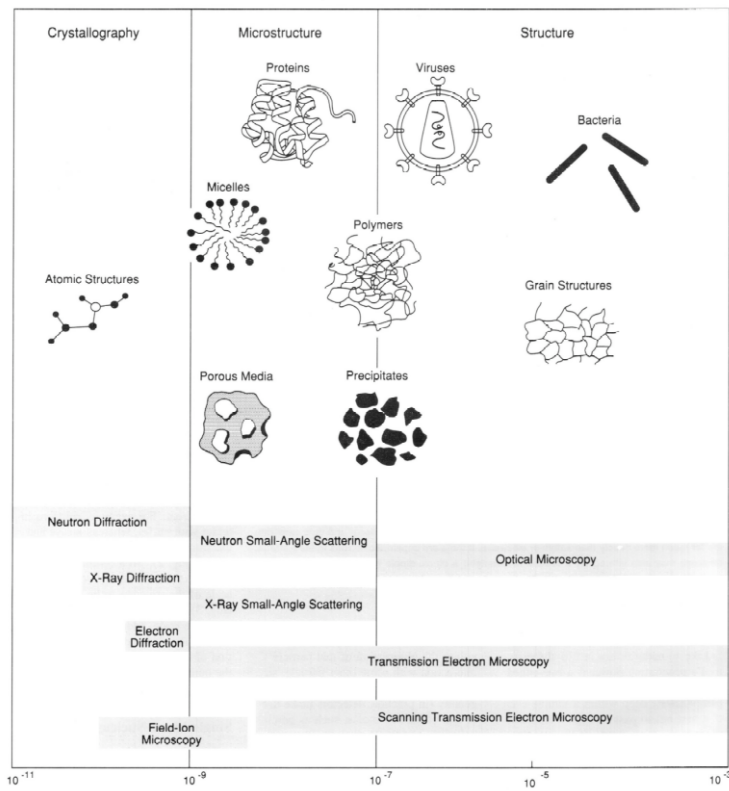 Crystallography
Microstructure
Structure
Proteins
Viruses
Bacteria
Micelles
Polymers
Atomic Structures
Grain Structures
Porous Media
Precipitates
Neutron Diffraction
Neutron Small-Angle Scattering
Optical Microscopy
X-Ray Diffraction
X-Ray Small-Angle Scattering
Electron
Diffraction
Transmission Electron Microscopy
Scanning Transmission Electron Microscopy
Field-Ion
Microscopy
10⁻¹¹
10⁻⁹
10⁻⁷
10⁻⁵
10⁻³